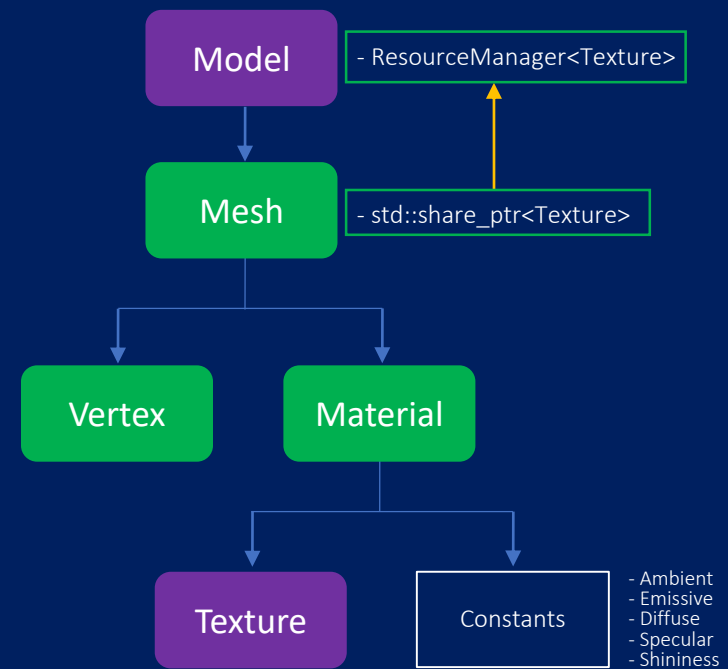 Model
- ResourceManager<Texture>
Mesh
- std::share_ptr<Texture>
Vertex
Material
Texture
Constants
- Ambient
- Emissive
- Diffuse
- Specular
- Shininess